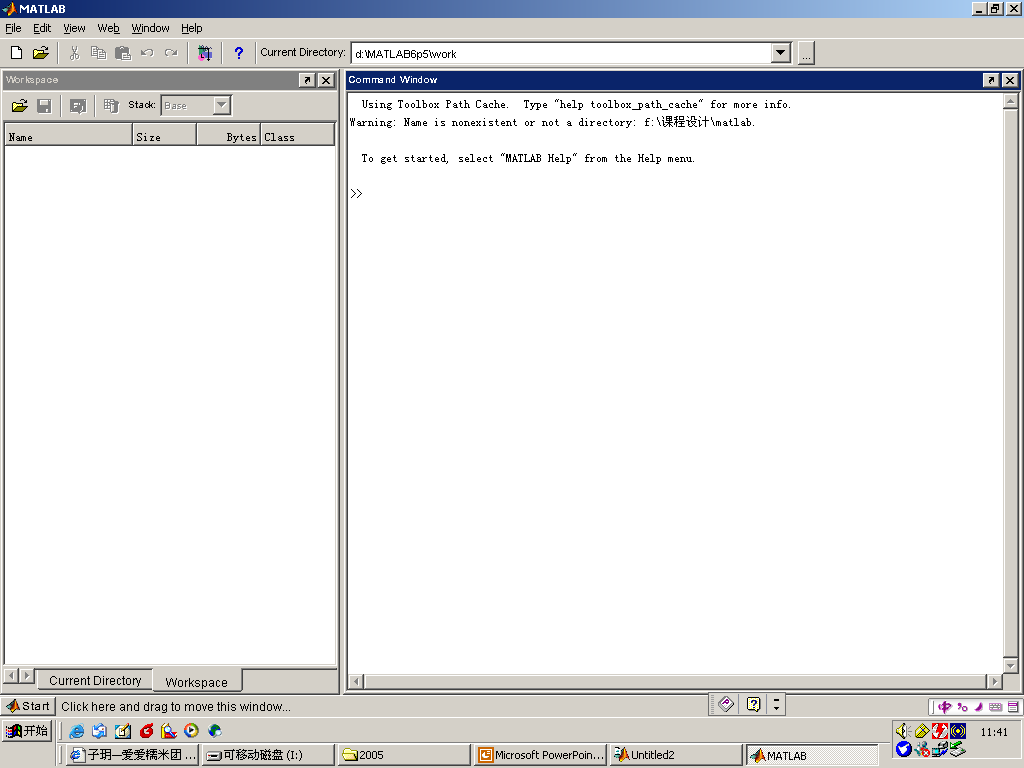 MATLAB
File Edit View Web Window Help
? Current Directory: d:\MATLAB6p5\work ...
Workspace
Stack: Base
Name Size Bytes Class
Command Window
Using Toolbox Path Cache. Type "help toolbox_path_cache" for more info.
Warning: Name is nonexistent or not a directory: f:\课程设计\matlab.
To get started, select "MATLAB Help" from the Help menu.
>>
Current Directory Workspace
Start Click here and drag to move this window...
中
开始
11:41
子玥—爱爱糯米团 ... 可移动磁盘 (I:) 2005 Microsoft PowerPoin... Untitled2 MATLAB